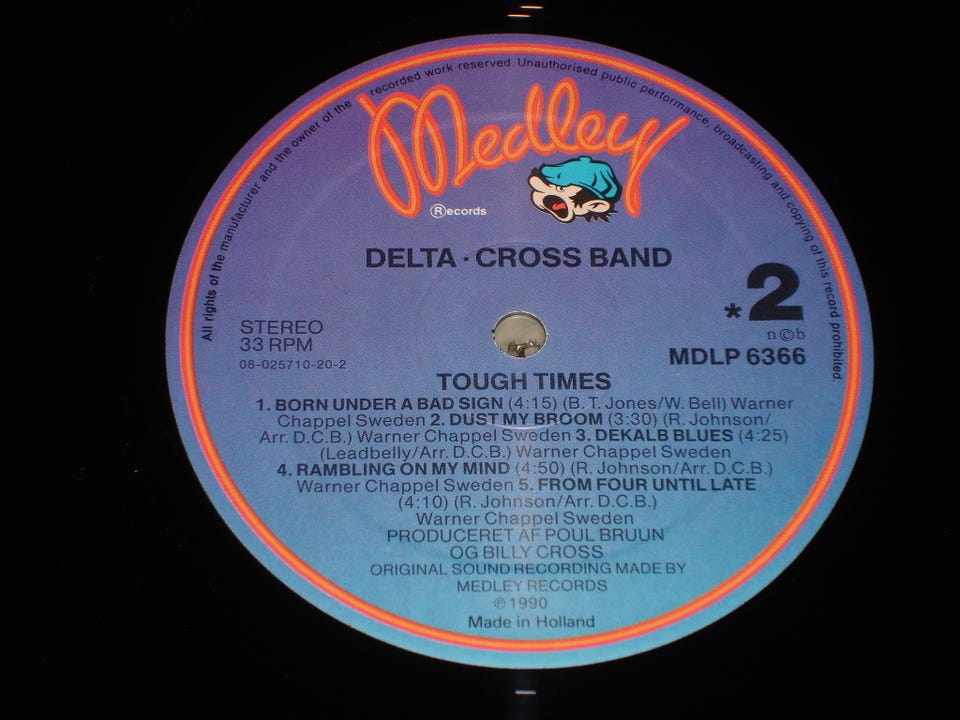 All rights of the manufacturer and the owner of the recorded work reserved. Unauthorised public performance, broadcasting and copying of this record prohibited.
Medley
Ⓡecords
DELTA · CROSS BAND
*2
n©b
STEREO
33 RPM
MDLP 6366
08-025710-20-2
TOUGH TIMES
1. BORN UNDER A BAD SIGN (4:15) (B. T. Jones/W. Bell) Warner
Chappel Sweden 2. DUST MY BROOM (3:30) (R. Johnson/
Arr. D.C.B.) Warner Chappel Sweden 3. DEKALB BLUES (4:25)
(Leadbelly/Arr. D.C.B.) Warner Chappel Sweden
4. RAMBLING ON MY MIND (4:50) (R. Johnson/Arr. D.C.B.)
Warner Chappel Sweden 5. FROM FOUR UNTIL LATE
(4:10) (R. Johnson/Arr. D.C.B.)
Warner Chappel Sweden
PRODUCERET AF POUL BRUUN
OG BILLY CROSS
ORIGINAL SOUND RECORDING MADE BY
MEDLEY RECORDS
℗ 1990
Made in Holland